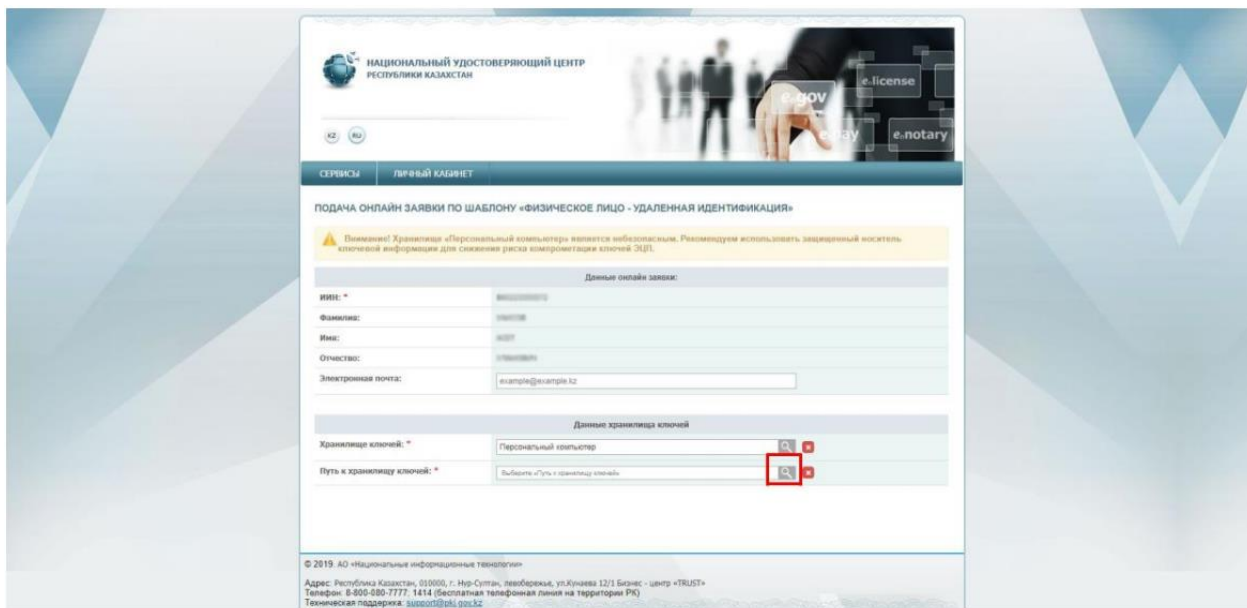 НАЦИОНАЛЬНЫЙ УДОСТОВЕРЯЮЩИЙ ЦЕНТР
РЕСПУБЛИКИ КАЗАХСТАН
e.gov
e.license
e.notary
KZ RU
СЕРВИСЫ ЛИЧНЫЙ КАБИНЕТ
ПОДАЧА ОНЛАЙН ЗАЯВКИ ПО ШАБЛОНУ «ФИЗИЧЕСКОЕ ЛИЦО - УДАЛЕННАЯ ИДЕНТИФИКАЦИЯ»
Внимание! Хранилище «Персональный компьютер» является небезопасным. Рекомендуем использовать защищенный носитель
ключевой информации для снижения риска компрометации ключей ЭЦП.
Данные онлайн заявки:
ИИН: *
Фамилия:
Имя:
Отчество:
Электронная почта: example@example.kz
Данные хранилища ключей
Хранилище ключей: * Персональный компьютер
Путь к хранилищу ключей: * Выберите «Путь к хранилищу ключей»
© 2019. АО «Национальные информационные технологии»
Адрес: Республика Казахстан, 010000, г. Нур-Султан, левобережье, ул.Кунаева 12/1 Бизнес - центр «TRUST»
Телефон: 8-800-080-7777; 1414 (бесплатная телефонная линия на территории РК)
Техническая поддержка: support@pki.gov.kz